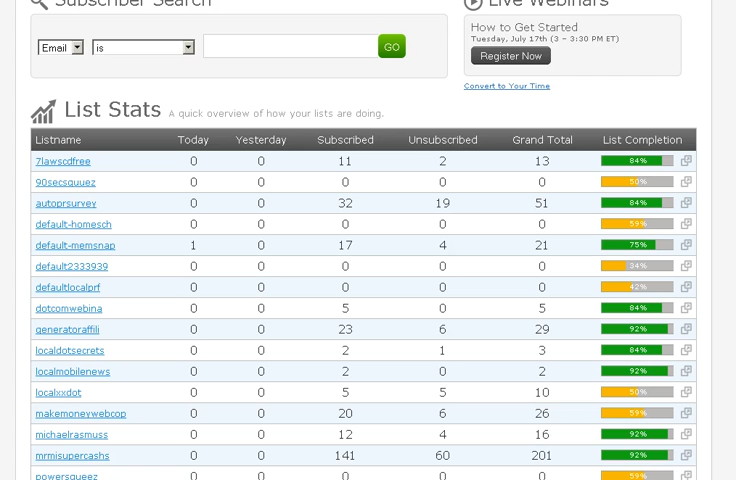 Subscriber Search
Live Webinars
Email is GO
How to Get Started
Tuesday, July 17th (3 – 3:30 PM ET)
Register Now
Convert to Your Time
List Stats A quick overview of how your lists are doing.
Listname Today Yesterday Subscribed Unsubscribed Grand Total List Completion
7lawscdfree 0 0 11 2 13 84%
90secsquuez 0 0 0 0 0 50%
autoprsurvey 0 0 32 19 51 84%
default-homesch 0 0 0 0 0 59%
default-memsnap 1 0 17 4 21 75%
default2333939 0 0 0 0 0 34%
defaultlocalprf 0 0 0 0 0 42%
dotcomwebina 0 0 5 0 5 84%
generatoraffili 0 0 23 6 29 92%
localdotsecrets 0 0 2 1 3 84%
localmobilenews 0 0 2 0 2 92%
localxxdot 0 0 5 5 10 50%
makemoneywebcop 0 0 20 6 26 59%
michaelrasmuss 0 0 12 4 16 92%
mrmisupercashs 0 0 141 60 201 92%
powersqueez 0 0 0 0 0 59%